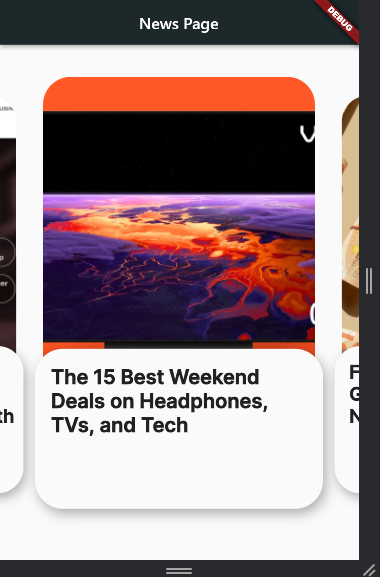 News Page
DEBUG
The 15 Best Weekend
Deals on Headphones,
TVs, and Tech
th
F
G
N